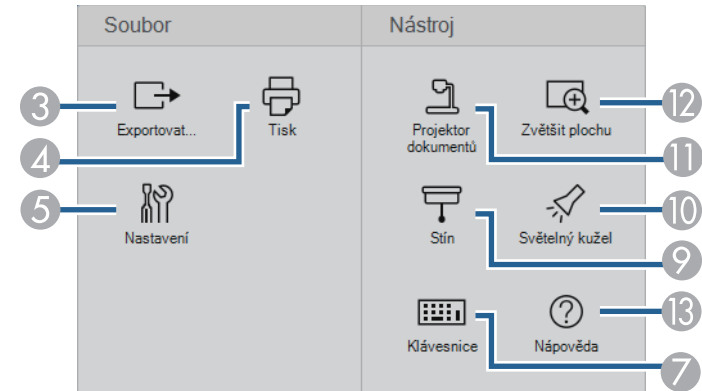 Soubor
Nástroj
3
Exportovat...
Tisk
Projektor
dokumentů
Zvětšit plochu
12
4
11
5
Nastavení
Stín
Světelný kužel
10
9
Klávesnice
Nápověda
13
7